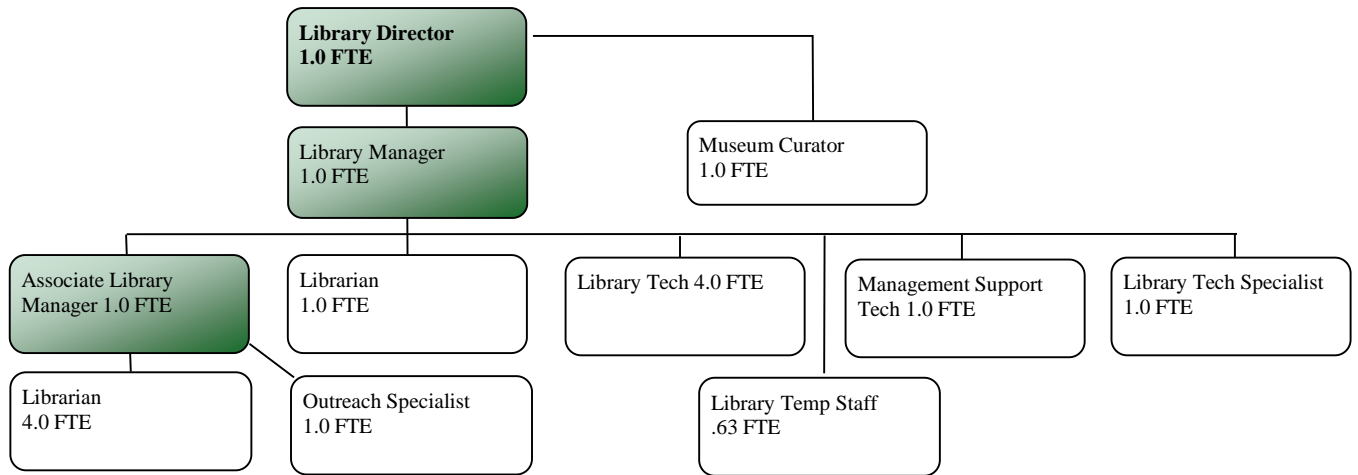 Library Director
1.0 FTE
Library Manager
1.0 FTE
Museum Curator
1.0 FTE
Associate Library
Manager 1.0 FTE
Librarian
1.0 FTE
Library Tech 4.0 FTE
Management Support
Tech 1.0 FTE
Library Tech Specialist
1.0 FTE
Librarian
4.0 FTE
Outreach Specialist
1.0 FTE
Library Temp Staff
.63 FTE